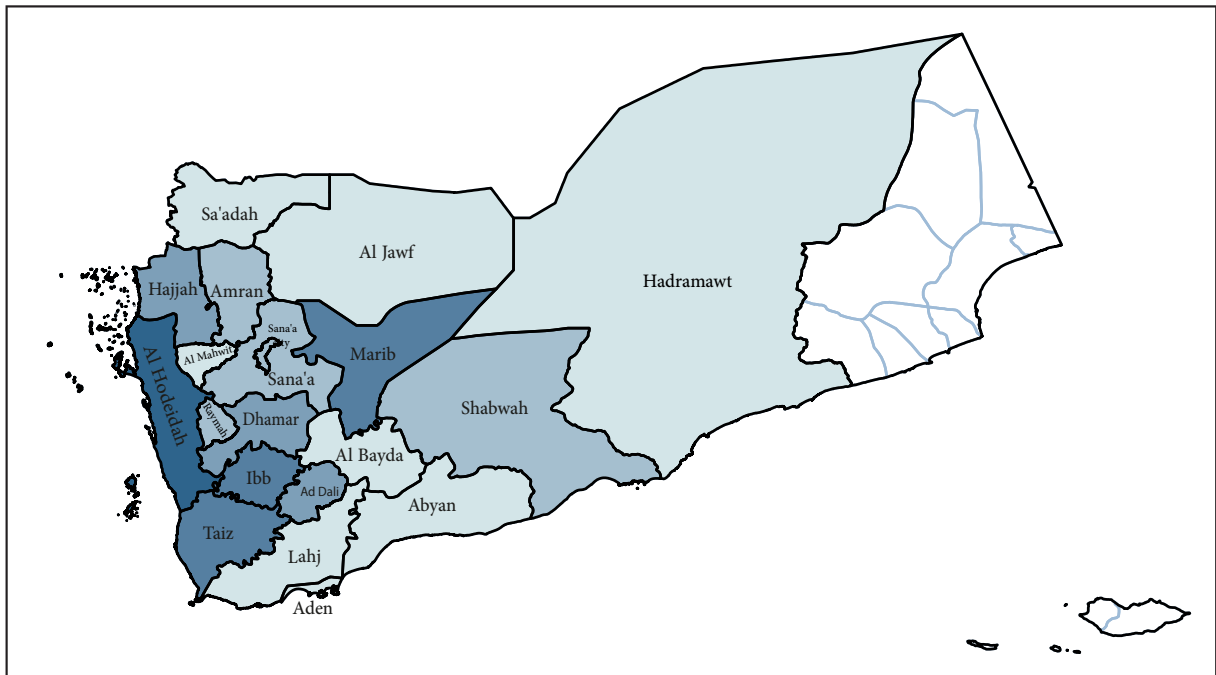 Sa'adah
Al Jawf
Hadramawt
Hajjah
Amran
Sana'a
Al Mahwit
Marib
Al Hodeidah
Sana'a
Raymah
Dhamar
Shabwah
Al Bayda
Ibb
Ad Dali
Abyan
Taiz
Lahj
Aden